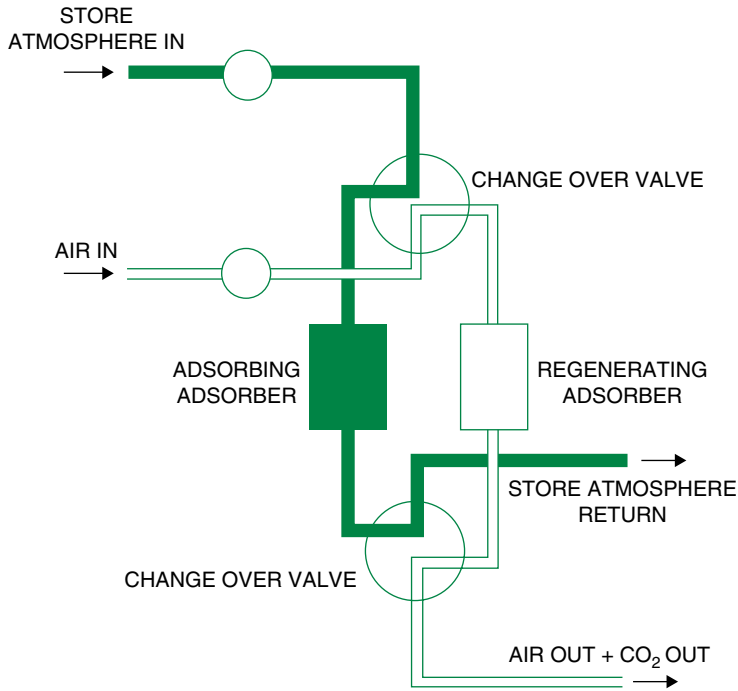 STORE
ATMOSPHERE IN
CHANGE OVER VALVE
AIR IN
ADSORBING
ADSORBER
REGENERATING
ADSORBER
STORE ATMOSPHERE
RETURN
CHANGE OVER VALVE
AIR OUT + CO₂ OUT